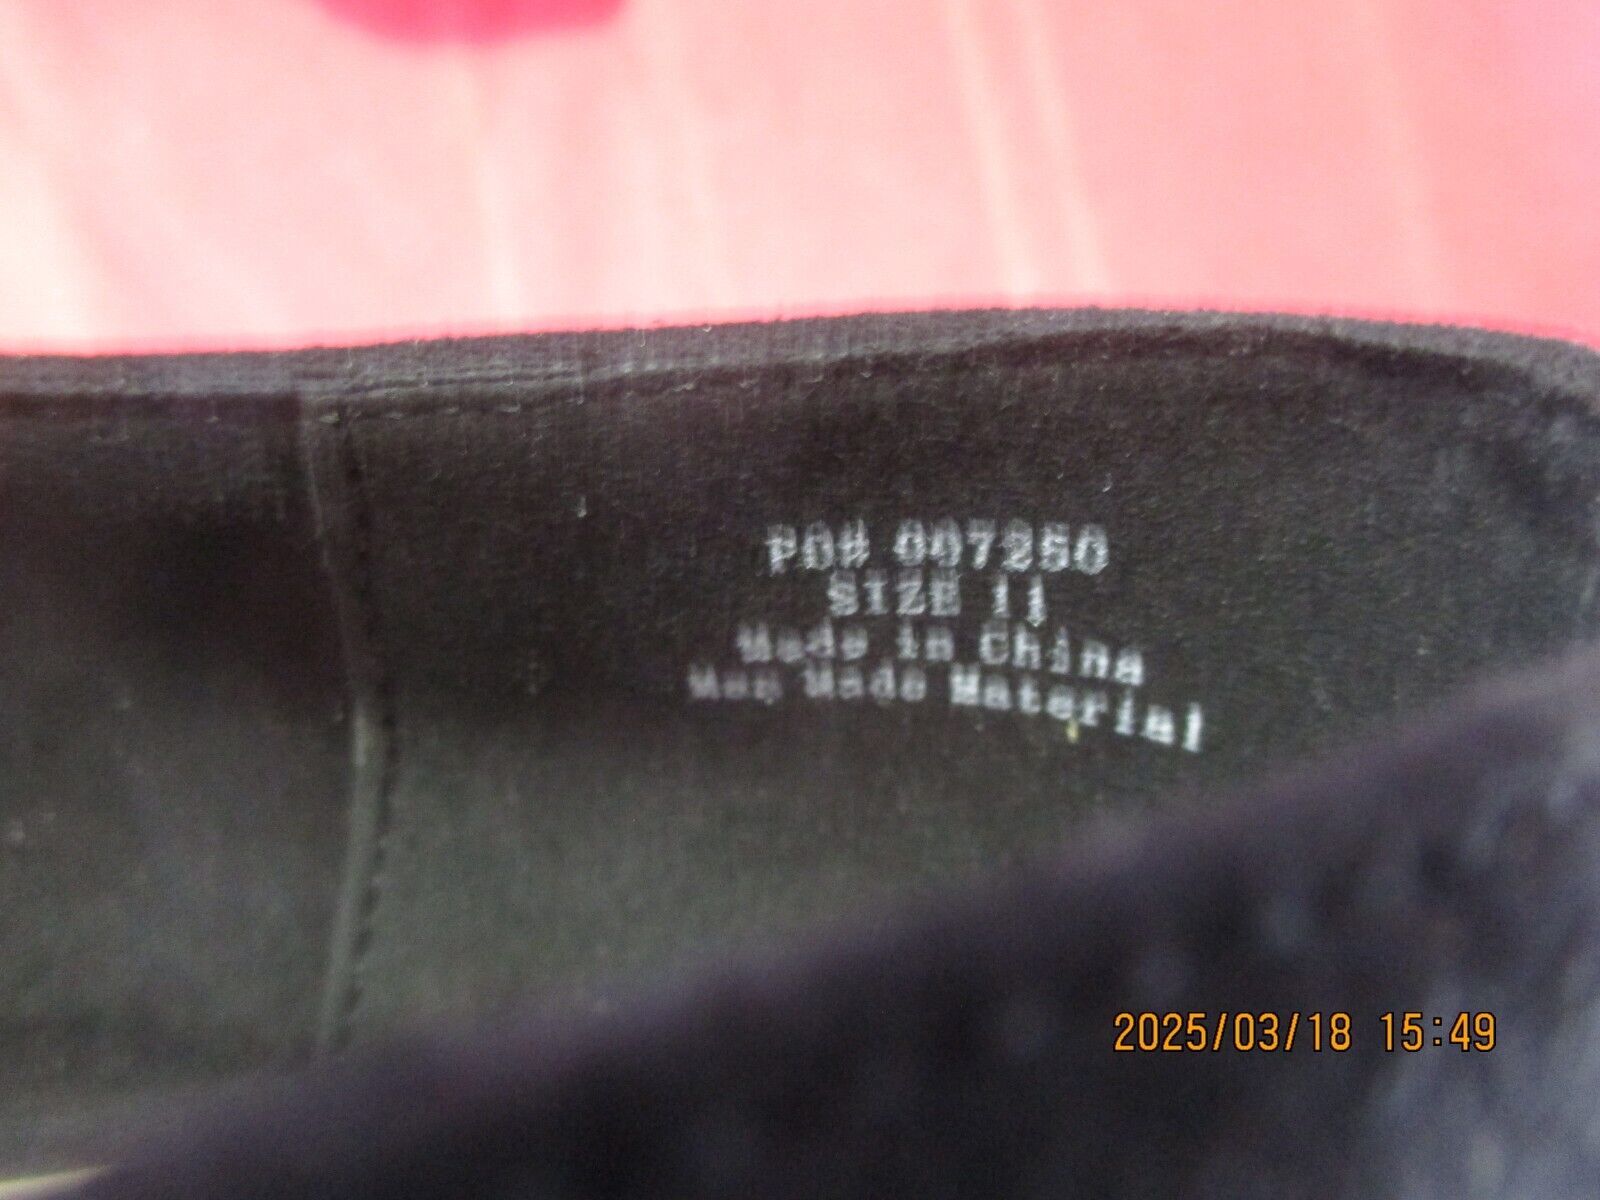 PO# 007250
SIZE 11
Made in China
Man Made Material
2025/03/18 15:49